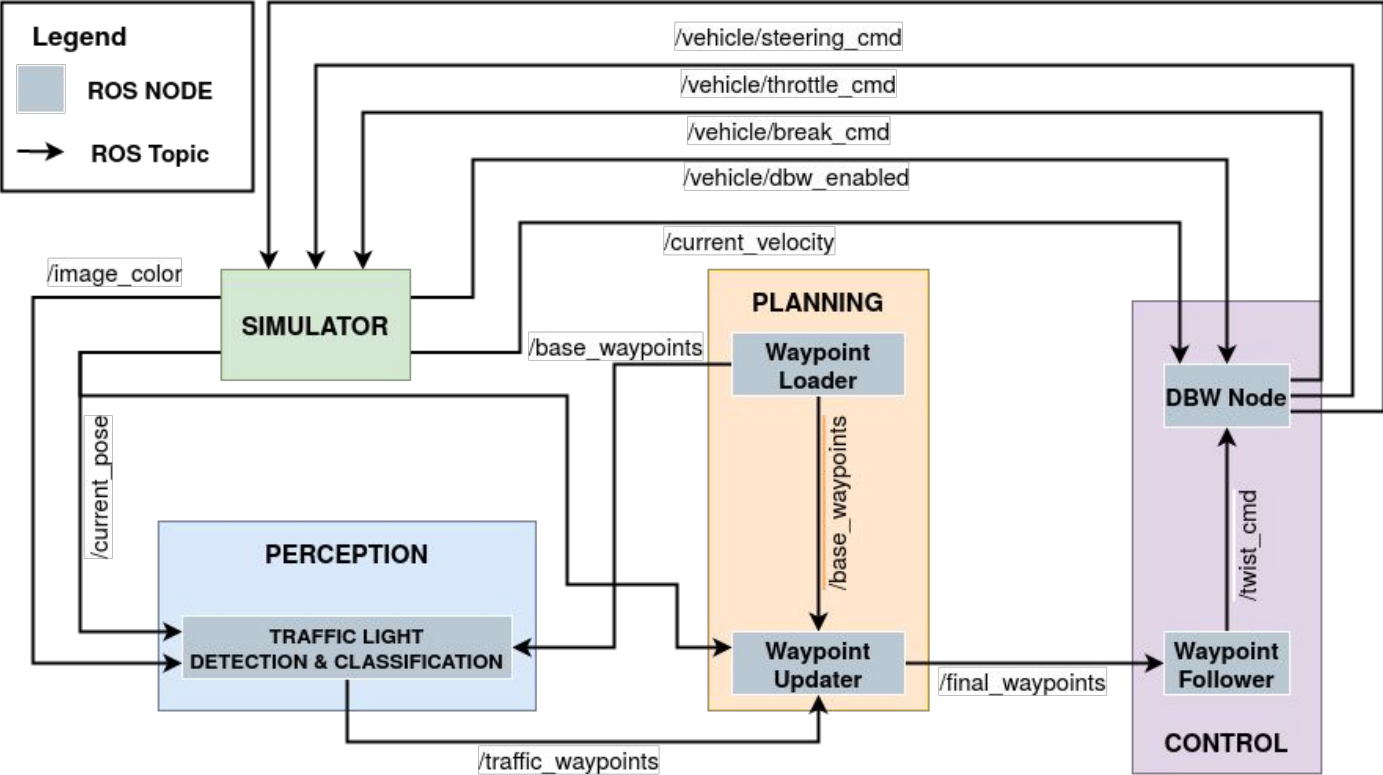 Legend
ROS NODE
ROS Topic
/vehicle/steering_cmd
/vehicle/throttle_cmd
/vehicle/break_cmd
/vehicle/dbw_enabled
/current_velocity
/image_color
SIMULATOR
/base_waypoints
PLANNING
Waypoint
Loader
DBW Node
/current_pose
/base_waypoints
/twist_cmd
PERCEPTION
TRAFFIC LIGHT
DETECTION & CLASSIFICATION
Waypoint
Updater
/final_waypoints
Waypoint
Follower
CONTROL
/traffic_waypoints